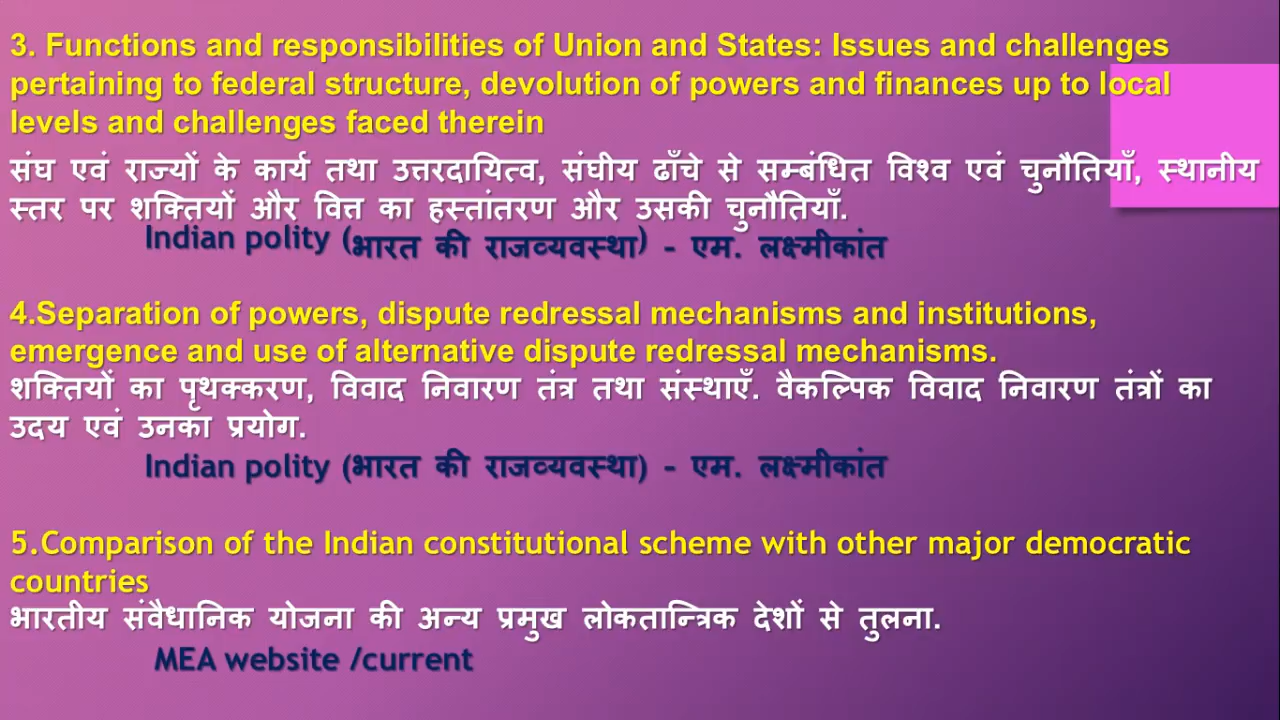 3. Functions and responsibilities of Union and States: Issues and challenges
pertaining to federal structure, devolution of powers and finances up to local
levels and challenges faced therein
संघ एवं राज्यों के कार्य तथा उत्तरदायित्व, संघीय ढाँचे से सम्बंधित विश्व एवं चुनौतियाँ, स्थानीय
स्तर पर शक्तियों और वित्त का हस्तांतरण और उसकी चुनौतियाँ.
Indian polity (भारत की राजव्यवस्था) - एम. लक्ष्मीकांत
4.Separation of powers, dispute redressal mechanisms and institutions,
emergence and use of alternative dispute redressal mechanisms.
शक्तियों का पृथक्करण, विवाद निवारण तंत्र तथा संस्थाएँ. वैकल्पिक विवाद निवारण तंत्रों का
उदय एवं उनका प्रयोग.
Indian polity (भारत की राजव्यवस्था) - एम. लक्ष्मीकांत
5.Comparison of the Indian constitutional scheme with other major democratic
countries
भारतीय संवैधानिक योजना की अन्य प्रमुख लोकतान्त्रिक देशों से तुलना.
MEA website /current